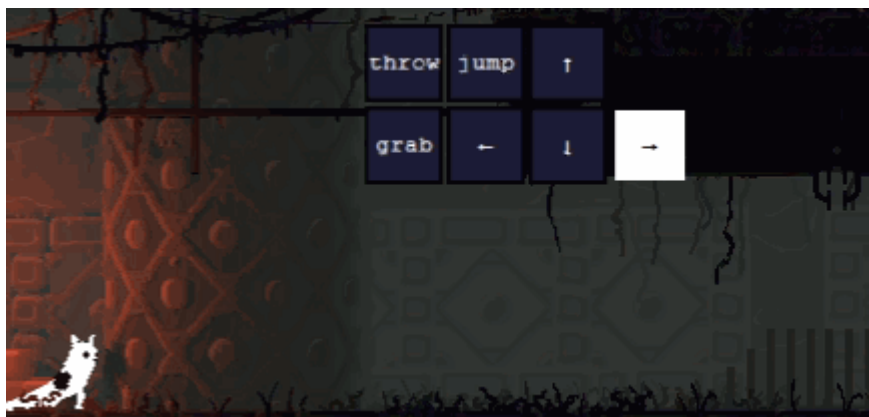 throw jump ↑
grab ← ↓ →